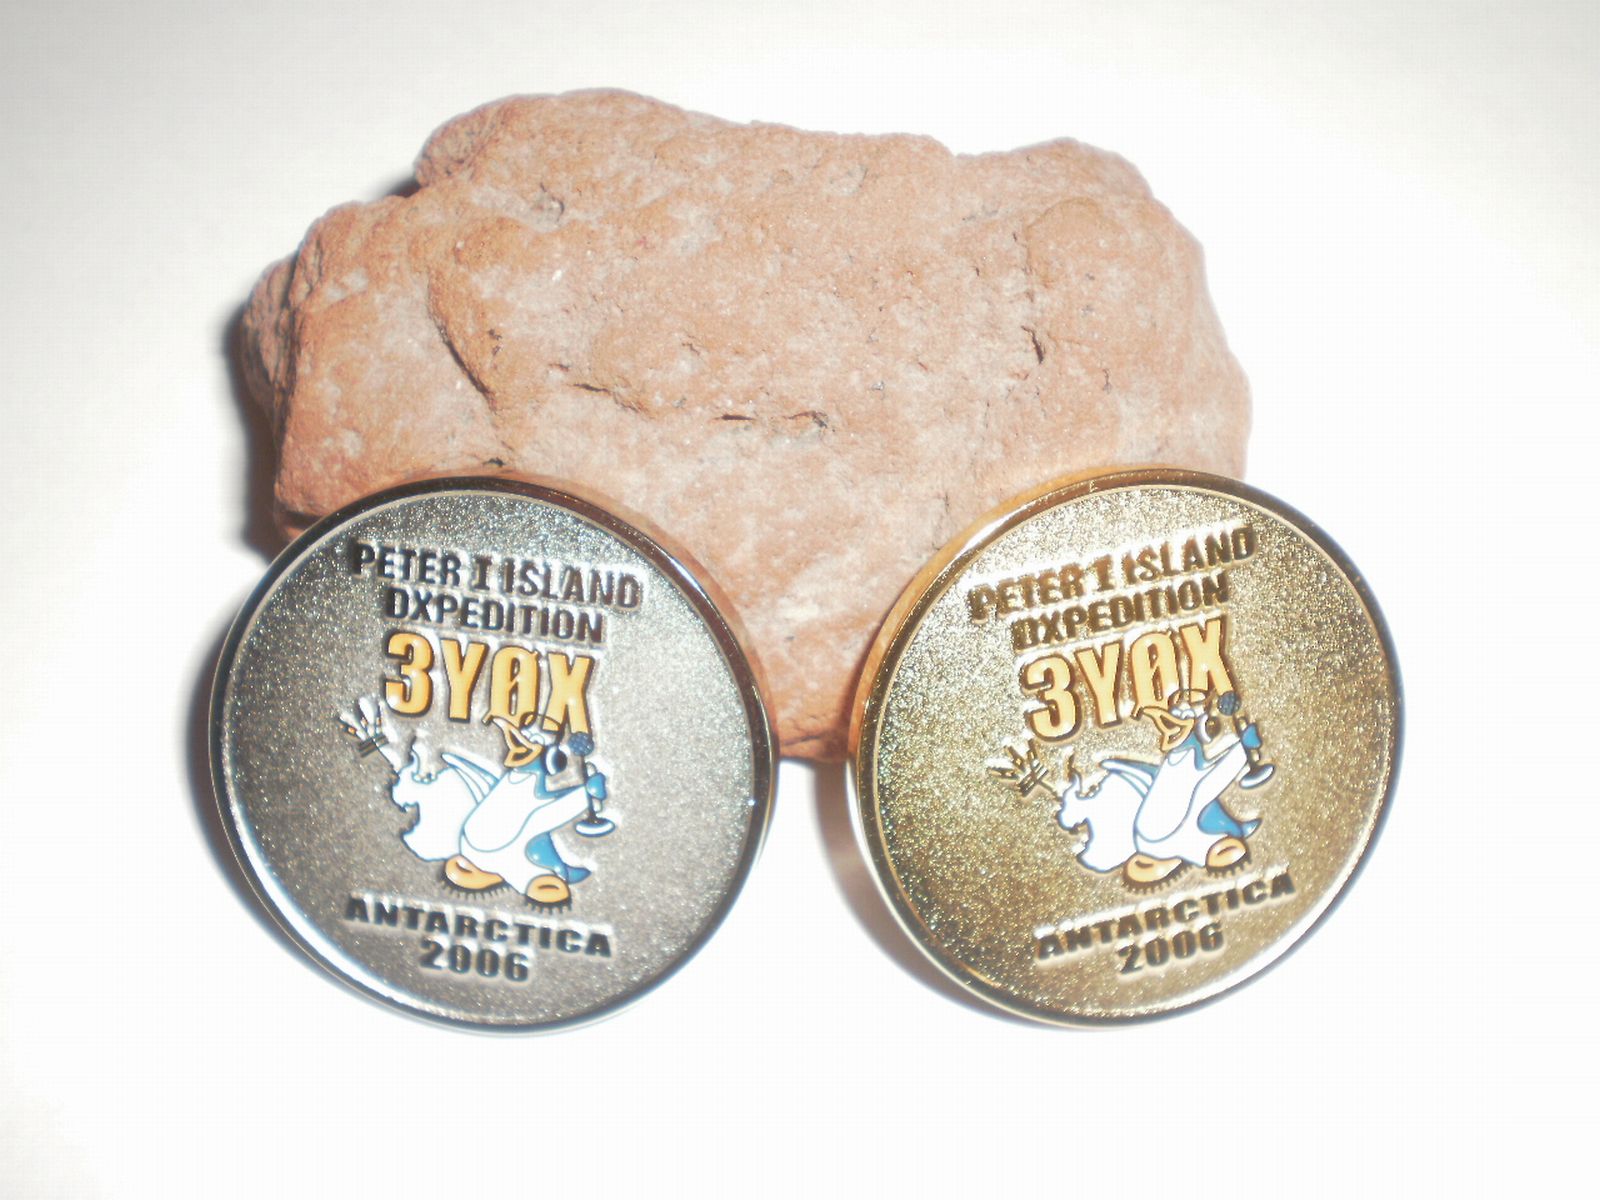 PETER I ISLAND
DXPEDITION
3YØX
ANTARCTICA
2006
PETER I ISLAND
DXPEDITION
3YØX
ANTARCTICA
2006